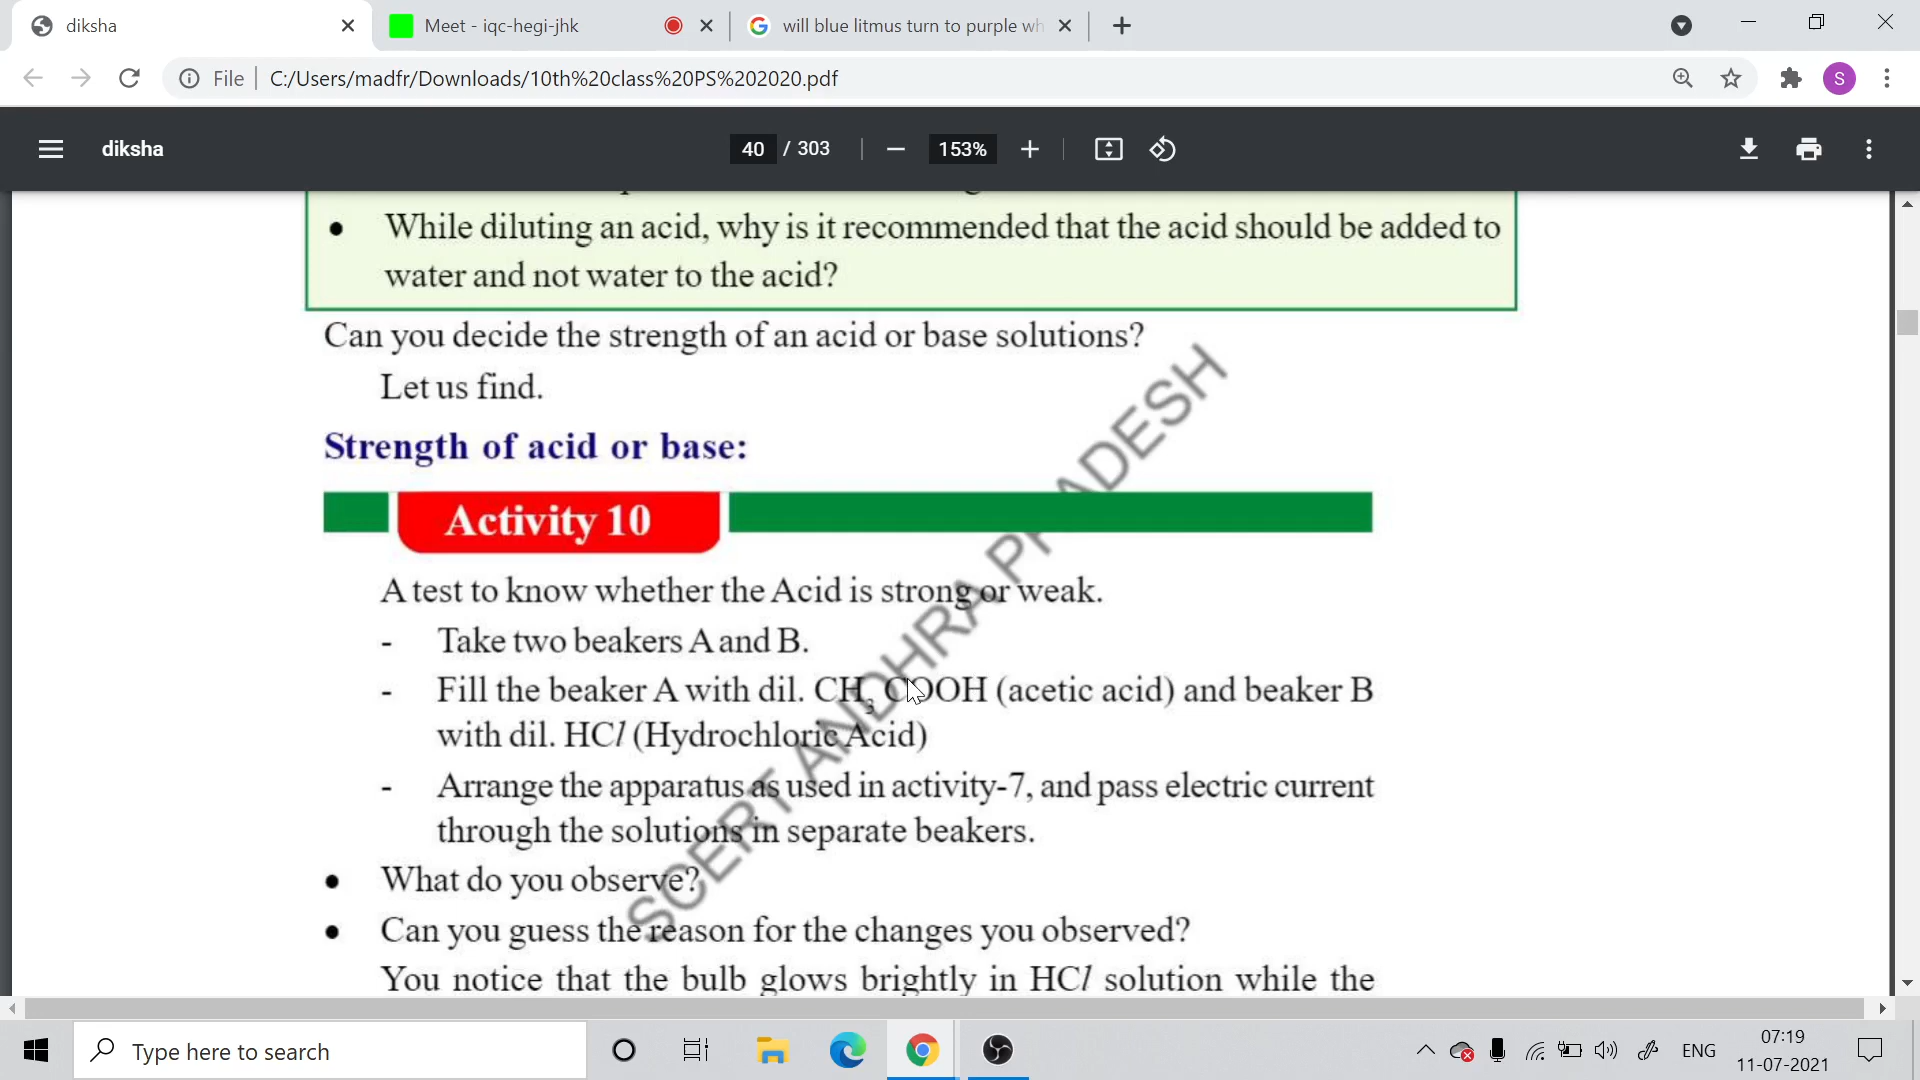 diksha
Meet - iqc-hegi-jhk
will blue litmus turn to purple wh
File
C:/Users/madfr/Downloads/10th%20class%20PS%202020.pdf
S
diksha
40 / 303
153%
• While diluting an acid, why is it recommended that the acid should be added to
water and not water to the acid?
Can you decide the strength of an acid or base solutions?
Let us find.
Strength of acid or base:
Activity 10
A test to know whether the Acid is strong or weak.
- Take two beakers A and B.
- Fill the beaker A with dil. CH₃ COOH (acetic acid) and beaker B
with dil. HCl (Hydrochloric Acid)
- Arrange the apparatus as used in activity-7, and pass electric current
through the solutions in separate beakers.
• What do you observe?
• Can you guess the reason for the changes you observed?
You notice that the bulb glows brightly in HCl solution while the
SCERT ANDHRA PRADESH
Type here to search
ENG
07:19
11-07-2021